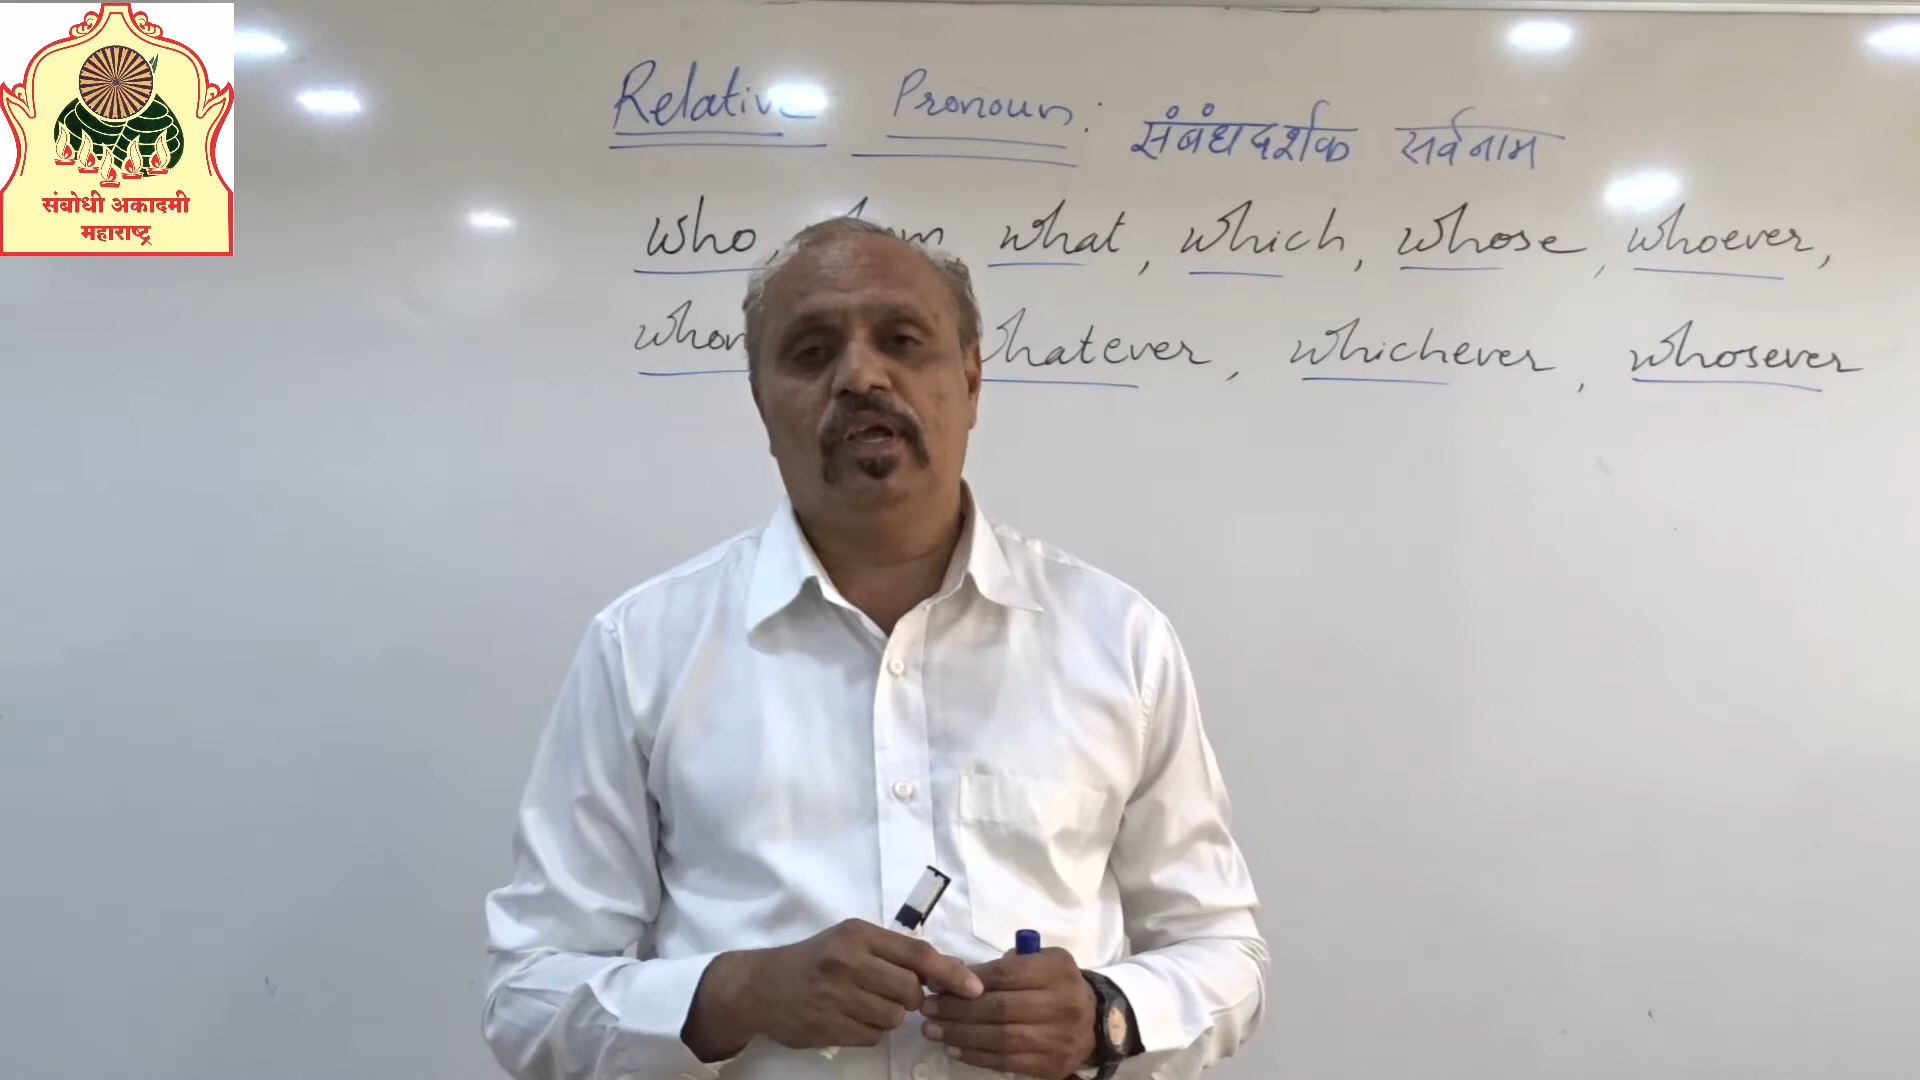 संबोधी अकादमी
महाराष्ट्र
Relative Pronoun: संबंधदर्शक सर्वनाम
who, what, which, whose, whoever,
whatever, whichever, whosever